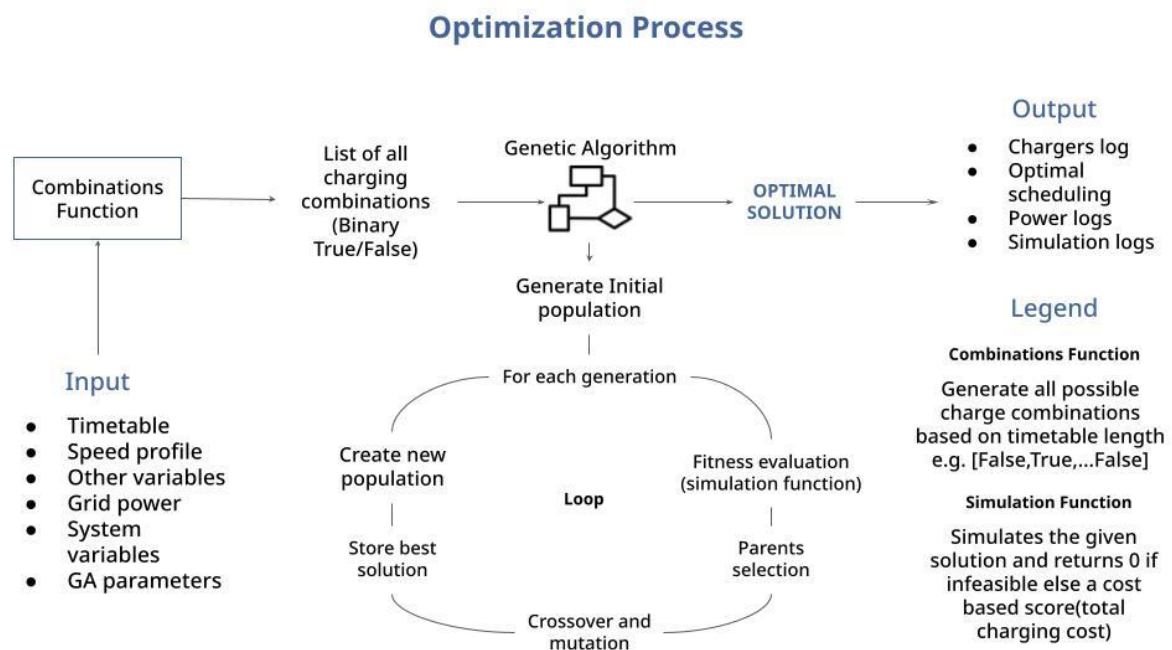 Optimization Process
Combinations
Function
List of all
charging
combinations
(Binary
True/False)
Genetic Algorithm
OPTIMAL
SOLUTION
Output
● Chargers log
● Optimal
scheduling
● Power logs
● Simulation logs
Generate Initial
population
Input
● Timetable
● Speed profile
● Other variables
● Grid power
● System
variables
● GA parameters
For each generation
Fitness evaluation
(simulation function)
Parents
selection
Crossover and
mutation
Store best
solution
Create new
population
Loop
Legend
Combinations Function
Generate all possible
charge combinations
based on timetable length
e.g. [False,True,...False]
Simulation Function
Simulates the given
solution and returns 0 if
infeasible else a cost
based score(total
charging cost)